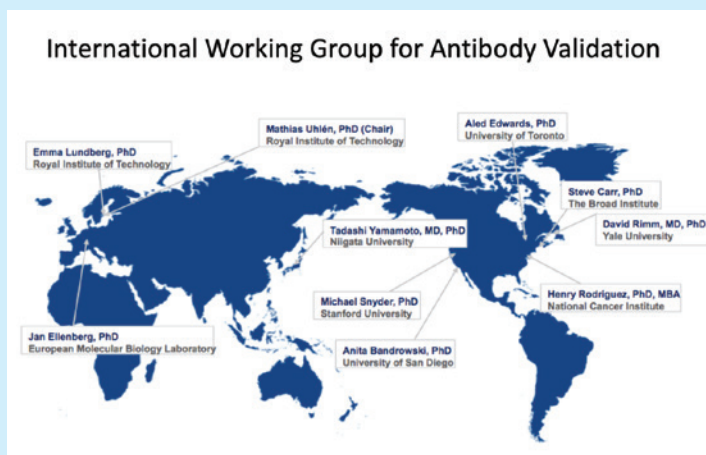 International Working Group for Antibody Validation
Emma Lundberg, PhD
Royal Institute of Technology
Mathias Uhlén, PhD (Chair)
Royal Institute of Technology
Aled Edwards, PhD
University of Toronto
Steve Carr, PhD
The Broad Institute
David Rimm, MD, PhD
Yale University
Tadashi Yamamoto, MD, PhD
Niigata University
Michael Snyder, PhD
Stanford University
Henry Rodriguez, PhD, MBA
National Cancer Institute
Jan Ellenberg, PhD
European Molecular Biology Laboratory
Anita Bandrowski, PhD
University of San Diego